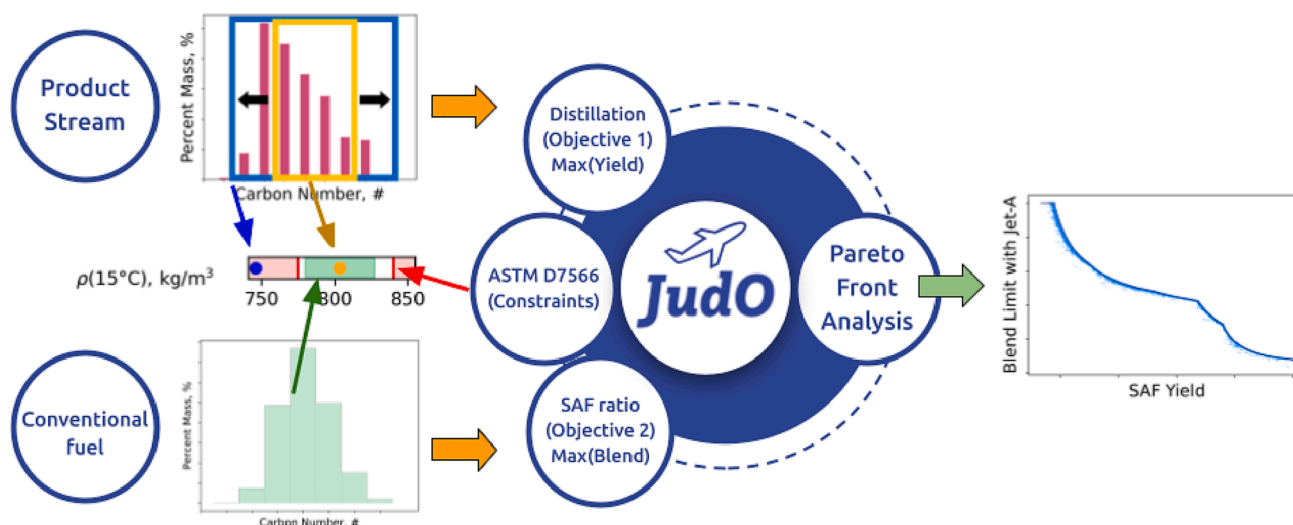 Product
Stream
Percent Mass, %
Carbon Number, #
Distillation
(Objective 1)
Max(Yield)
ρ(15°C), kg/m³
750
800
850
ASTM D7566
(Constraints)
JudO
Pareto
Front
Analysis
Blend Limit with Jet-A
SAF Yield
Conventional
fuel
Percent Mass, %
Carbon Number, #
SAF ratio
(Objective 2)
Max(Blend)